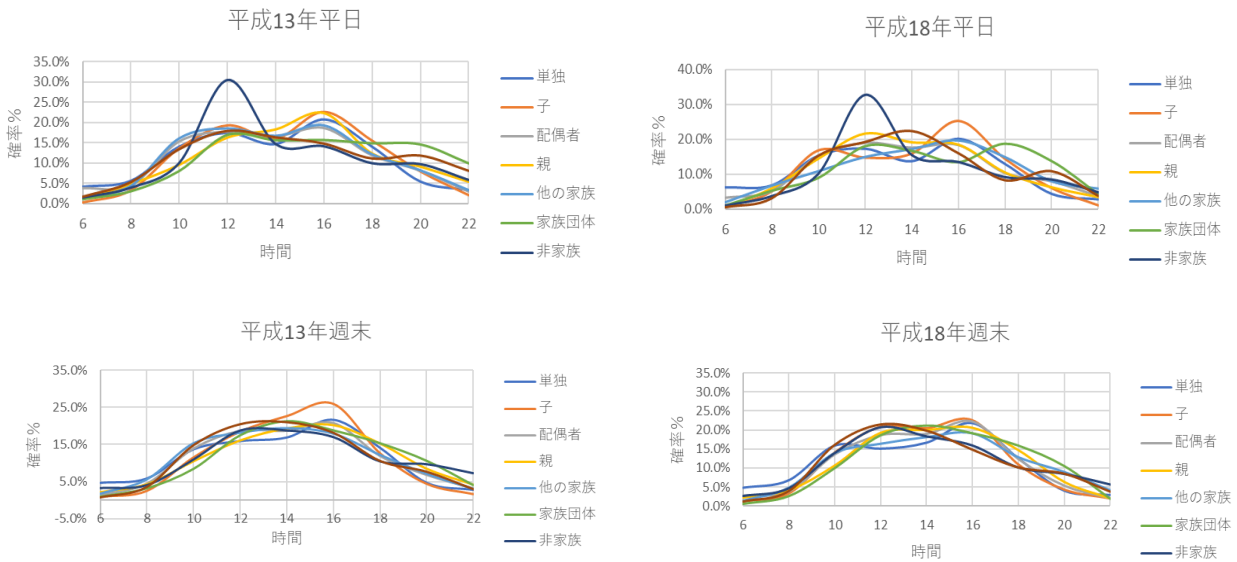 平成13年平日
35.0%
30.0%
25.0%
20.0%
15.0%
10.0%
5.0%
0.0%
確率%
6 8 10 12 14 16 18 20 22
時間
単独
子
配偶者
親
他の家族
家族団体
非家族
平成18年平日
40.0%
30.0%
20.0%
10.0%
0.0%
確率%
6 8 10 12 14 16 18 20 22
時間
単独
子
配偶者
親
他の家族
家族団体
非家族
平成13年週末
35.0%
25.0%
15.0%
5.0%
-5.0%
確率%
6 8 10 12 14 16 18 20 22
時間
単独
子
配偶者
親
他の家族
家族団体
非家族
平成18年週末
35.0%
30.0%
25.0%
20.0%
15.0%
10.0%
5.0%
0.0%
確率%
6 8 10 12 14 16 18 20 22
時間
単独
子
配偶者
親
他の家族
家族団体
非家族